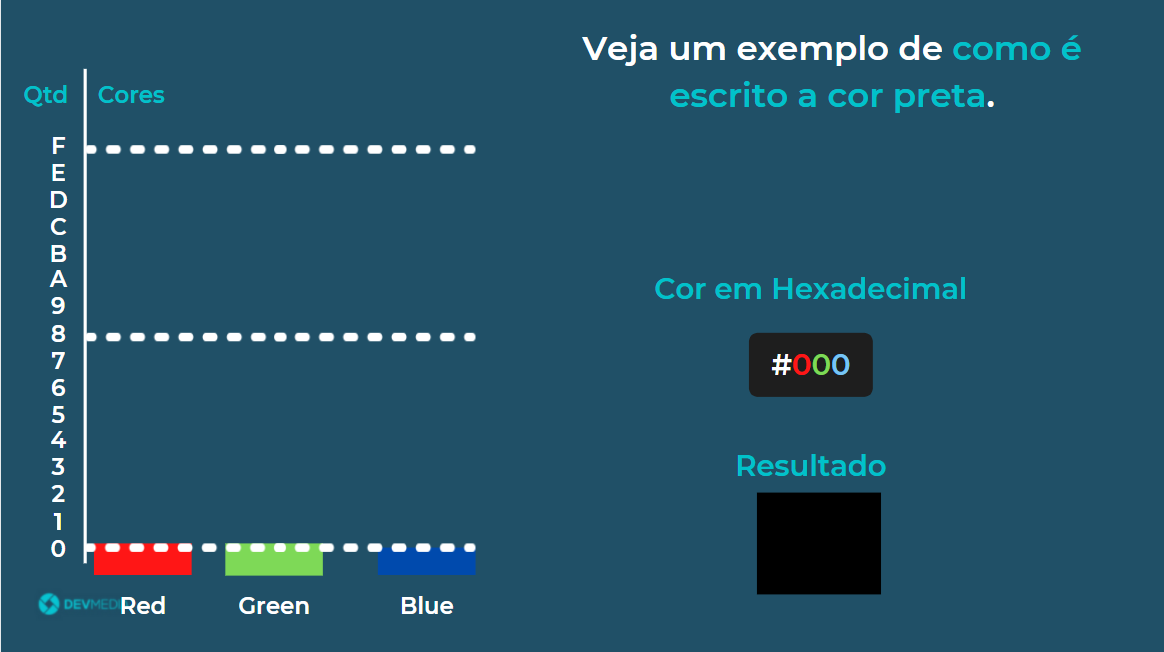 Veja um exemplo de como é
escrito a cor preta.
Qtd Cores
F
E
D
C
B
A
9
8
7
6
5
4
3
2
1
0
Red Green Blue
Cor em Hexadecimal
#000
Resultado